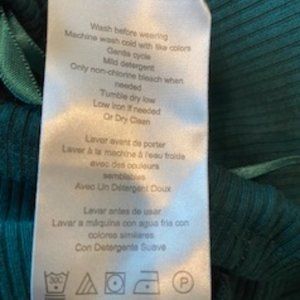 Wash before wearing
Machine wash cold with like colors
Gentle cycle
Mild detergent
Only non-chlorine bleach when
needed
Tumble dry low
Low iron if needed
Or Dry Clean
Laver avant de porter
Laver à la machine à l'eau froide
avec des couleurs
semblables
Avec Un Détergent Doux
Lavar antes de usar
Lavar a máquina con agua fria con
colores similares
Con Detergente Suave
30C
P